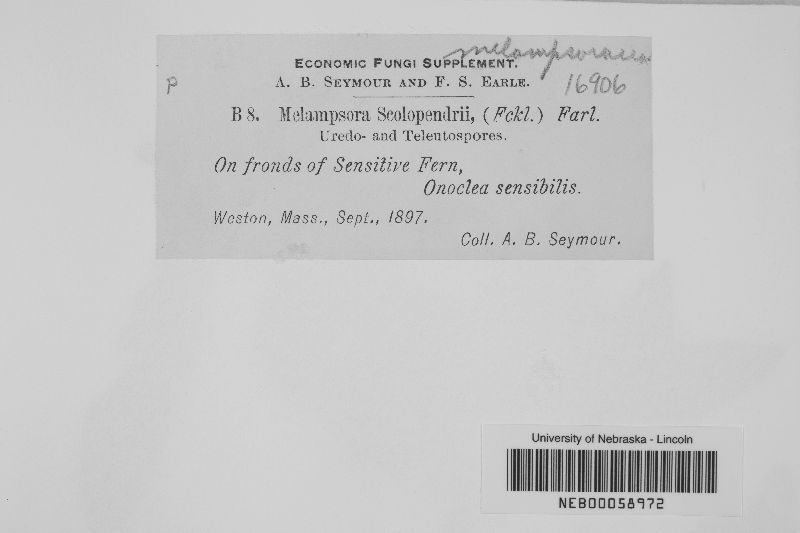 melampsoraceae
ECONOMIC FUNGI SUPPLEMENT.
P
A. B. SEYMOUR AND F. S. EARLE.
16906
B 8. Melampsora Scolopendrii, (Fckl.) Farl.
Uredo- and Teleutospores.
On fronds of Sensitive Fern,
Onoclea sensibilis.
Weston, Mass., Sept., 1897.
Coll. A. B. Seymour.
University of Nebraska - Lincoln
NEB00058972